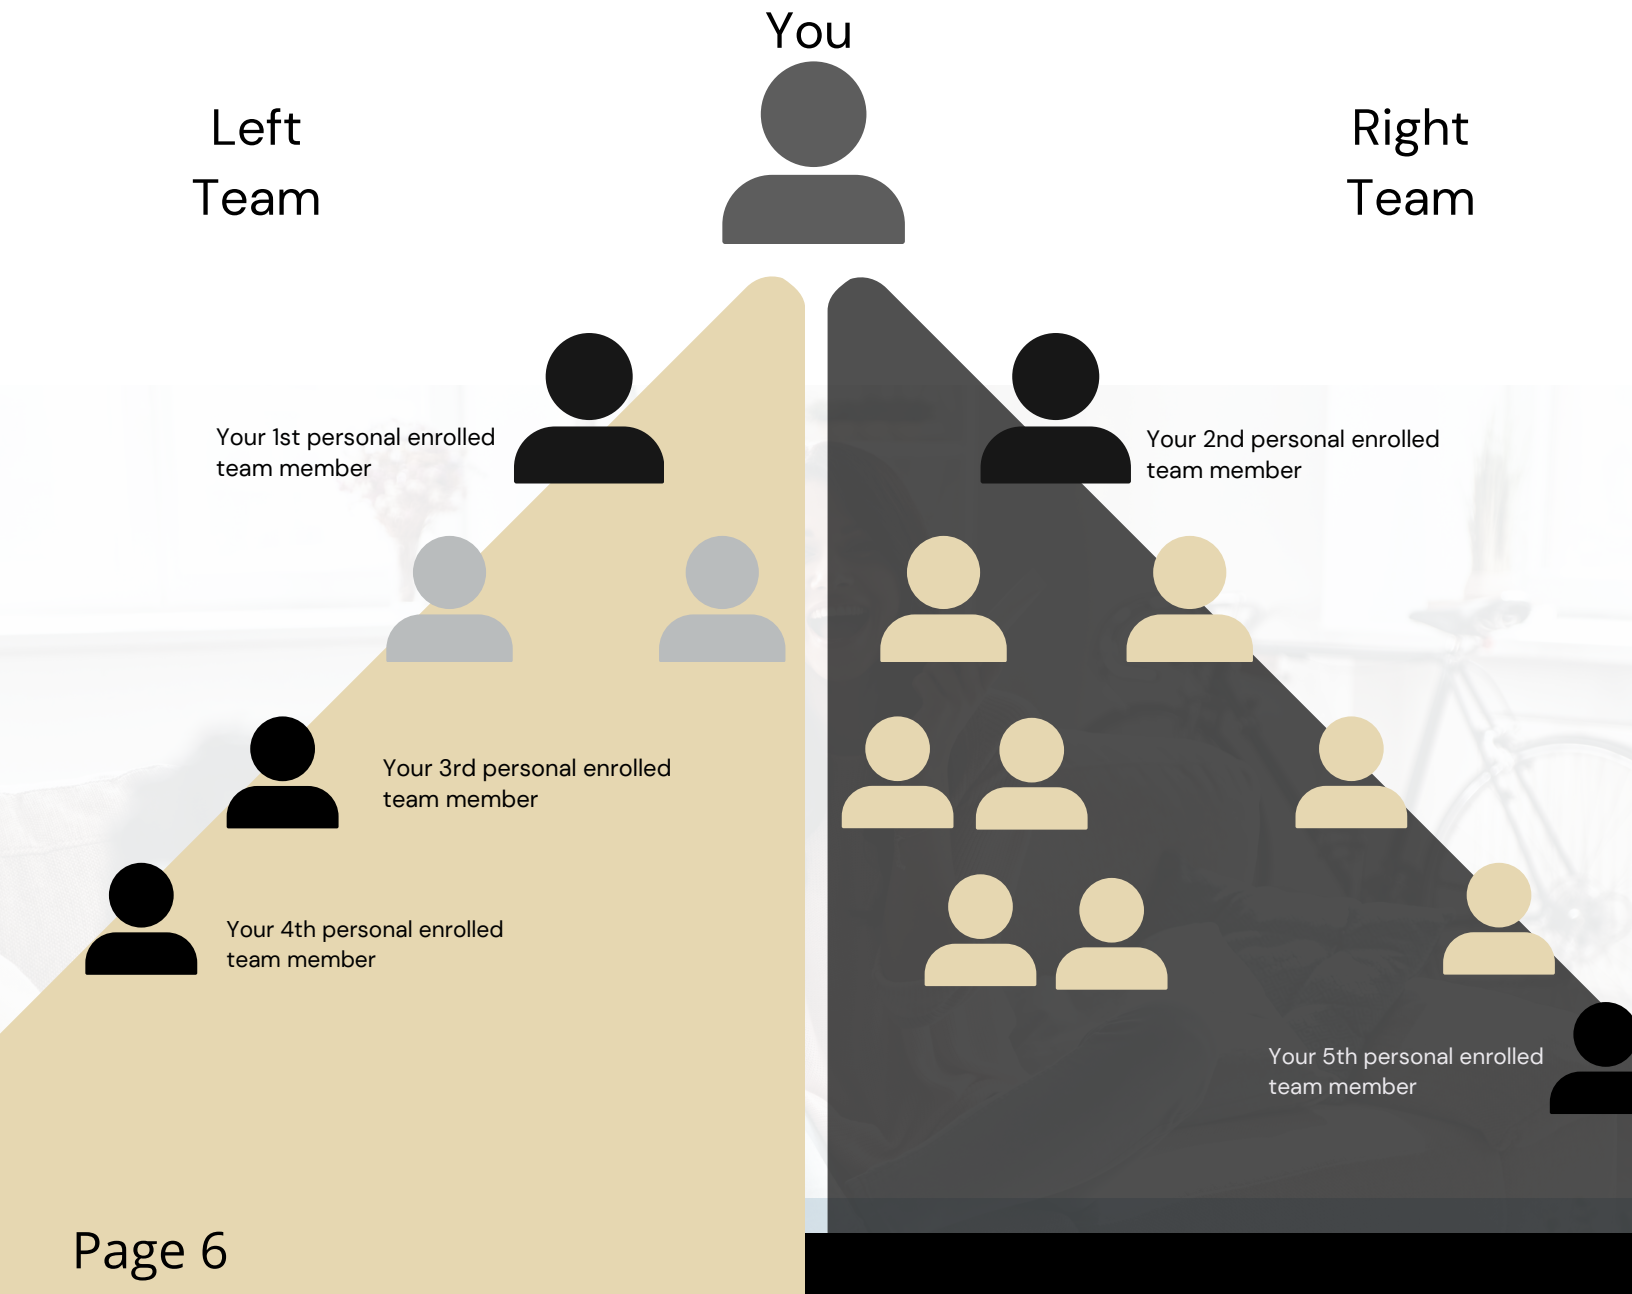 You
Left
Team
Right
Team
Your 1st personal enrolled
team member
Your 2nd personal enrolled
team member
Your 3rd personal enrolled
team member
Your 4th personal enrolled
team member
Your 5th personal enrolled
team member
Page 6